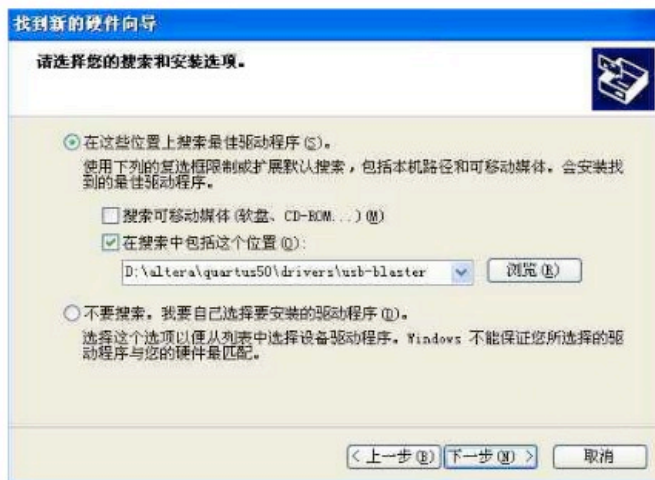 找到新的硬件向导
请选择您的搜索和安装选项。
在这些位置上搜索最佳驱动程序(S)。
使用下列的复选框限制或扩展默认搜索，包括本机路径和可移动媒体。会安装找
到的最佳驱动程序。
搜索可移动媒体(软盘、CD-ROM...)(M)
在搜索中包括这个位置(O):
D:\altera\quartus50\drivers\usb-blaster
浏览(R)
不要搜索。我要自己选择要安装的驱动程序(D)。
选择这个选项以便从列表中选择设备驱动程序。Windows 不能保证您所选择的驱
动程序与您的硬件最匹配。
< 上一步(B) 下一步(N) > 取消